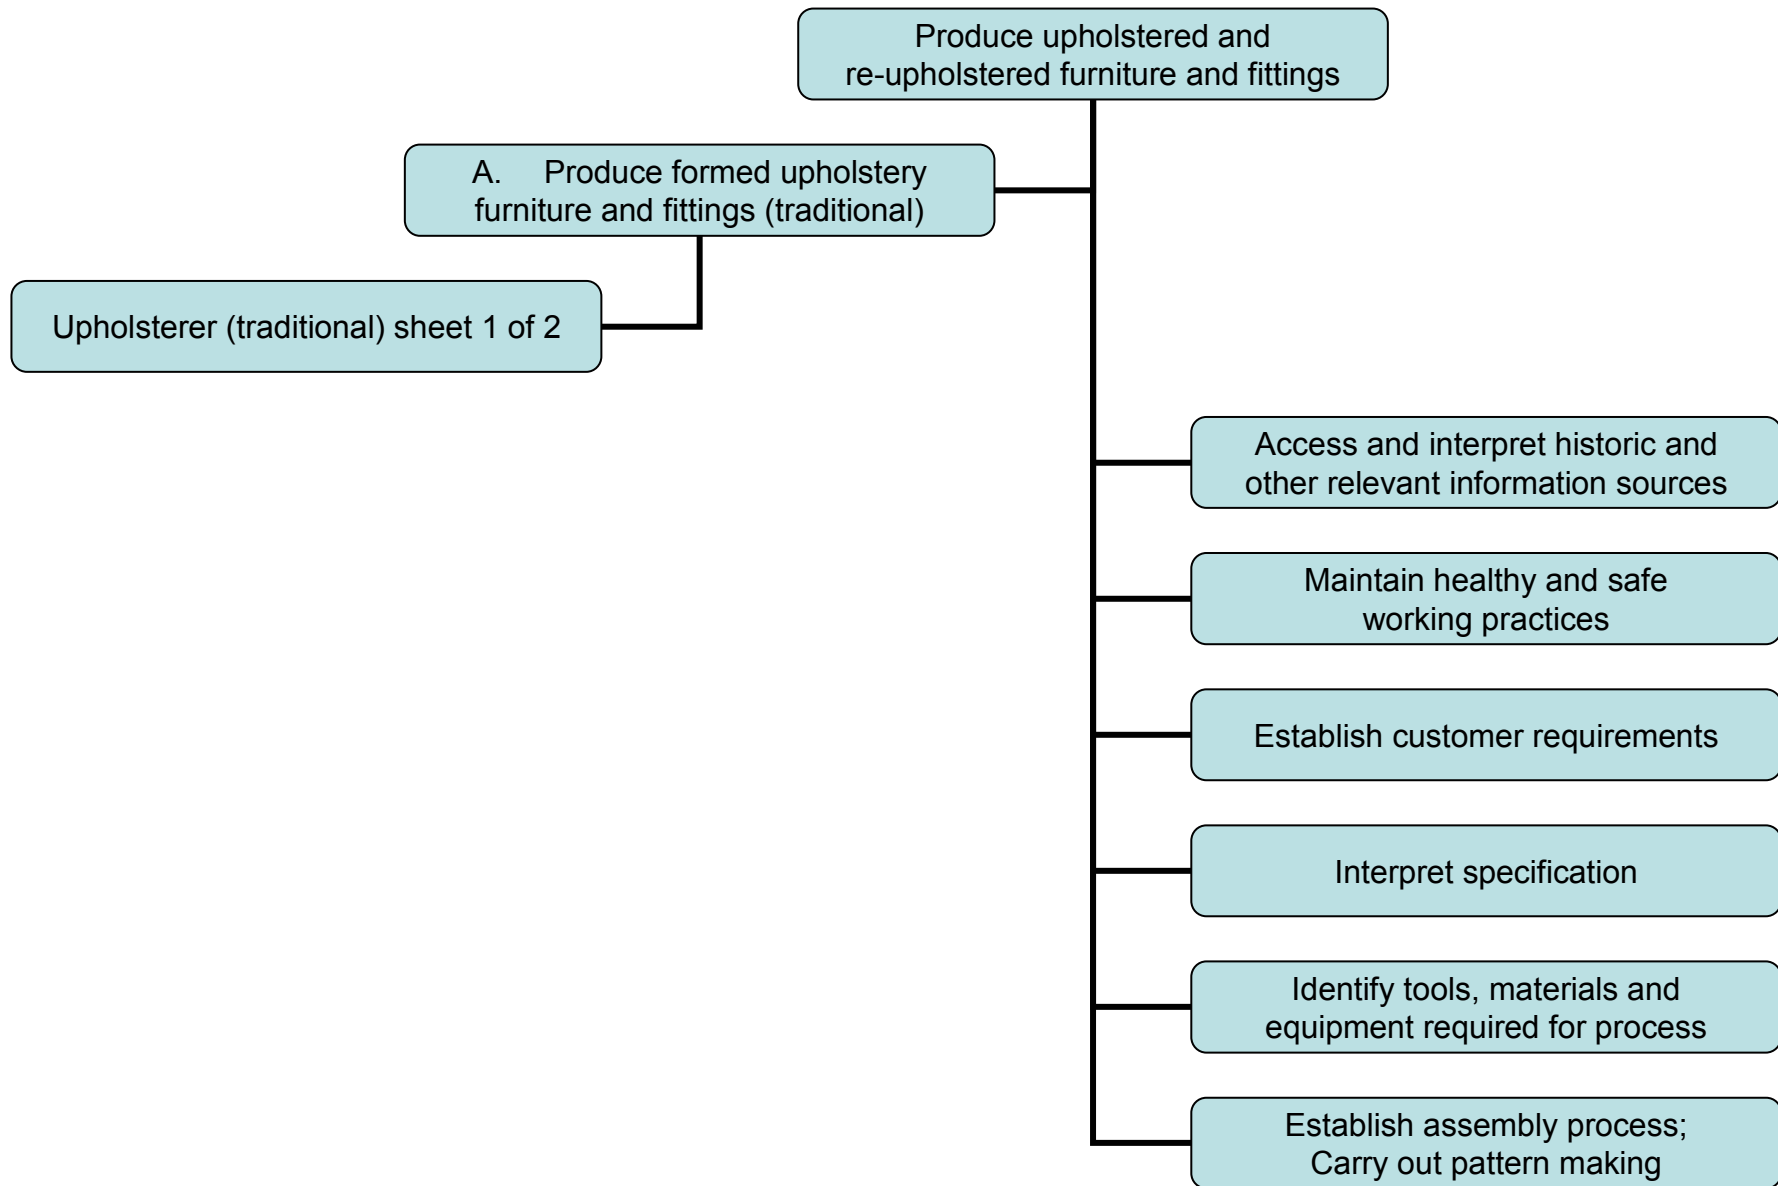 Produce upholstered and
re-upholstered furniture and fittings
A. Produce formed upholstery
furniture and fittings (traditional)
Upholsterer (traditional) sheet 1 of 2
Access and interpret historic and
other relevant information sources
Maintain healthy and safe
working practices
Establish customer requirements
Interpret specification
Identify tools, materials and
equipment required for process
Establish assembly process;
Carry out pattern making